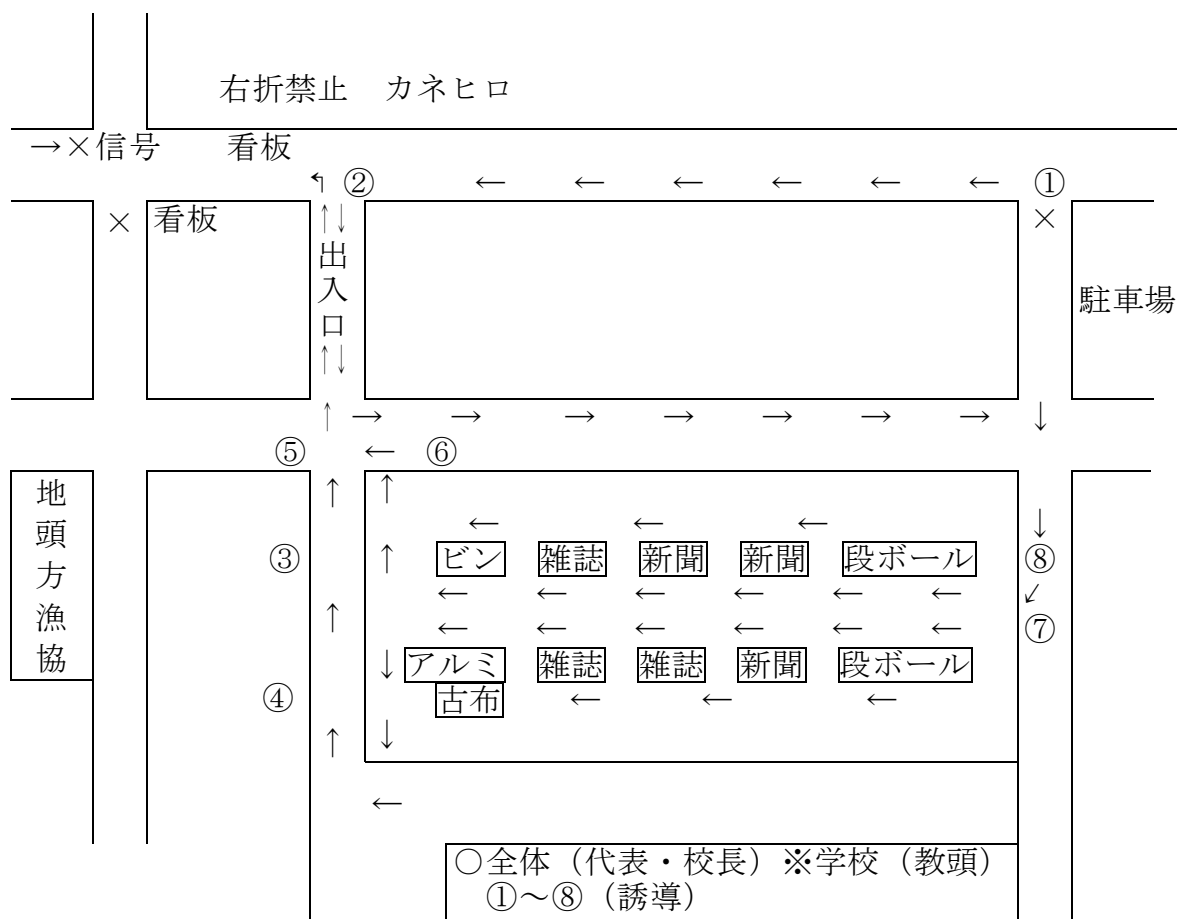 右折禁止　カネヒロ
→×信号　看板
↰ ② ← ← ← ← ← ← ①
× 看板 ↑↓ ×
出入口
駐車場
↑↓
↑ → → → → → → → ↓
⑤ ← ⑥
地頭方漁協
↑ ↑
← ← ← ↓
③ ↑ ビン 雑誌 新聞 新聞 段ボール ⑧
← ← ← ← ← ← ↙
↑ ← ← ← ← ← ← ⑦
↓ アルミ 雑誌 雑誌 新聞 段ボール
④ 古布 ← ← ←
↑ ↓
←
○全体（代表・校長）※学校（教頭）
①～⑧（誘導）